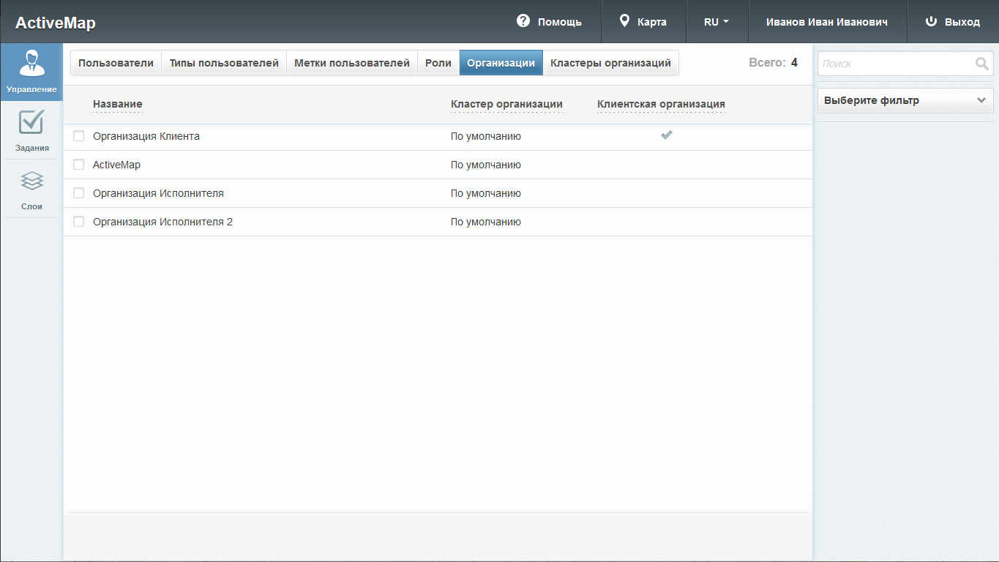 ActiveMap
Помощь
Карта
RU
Иванов Иван Иванович
Выход
Управление
Задания
Слои
Пользователи
Типы пользователей
Метки пользователей
Роли
Организации
Кластеры организаций
Всего: 4
Название
Кластер организации
Клиентская организация
Организация Клиента
По умолчанию
ActiveMap
По умолчанию
Организация Исполнителя
По умолчанию
Организация Исполнителя 2
По умолчанию
Поиск
Выберите фильтр